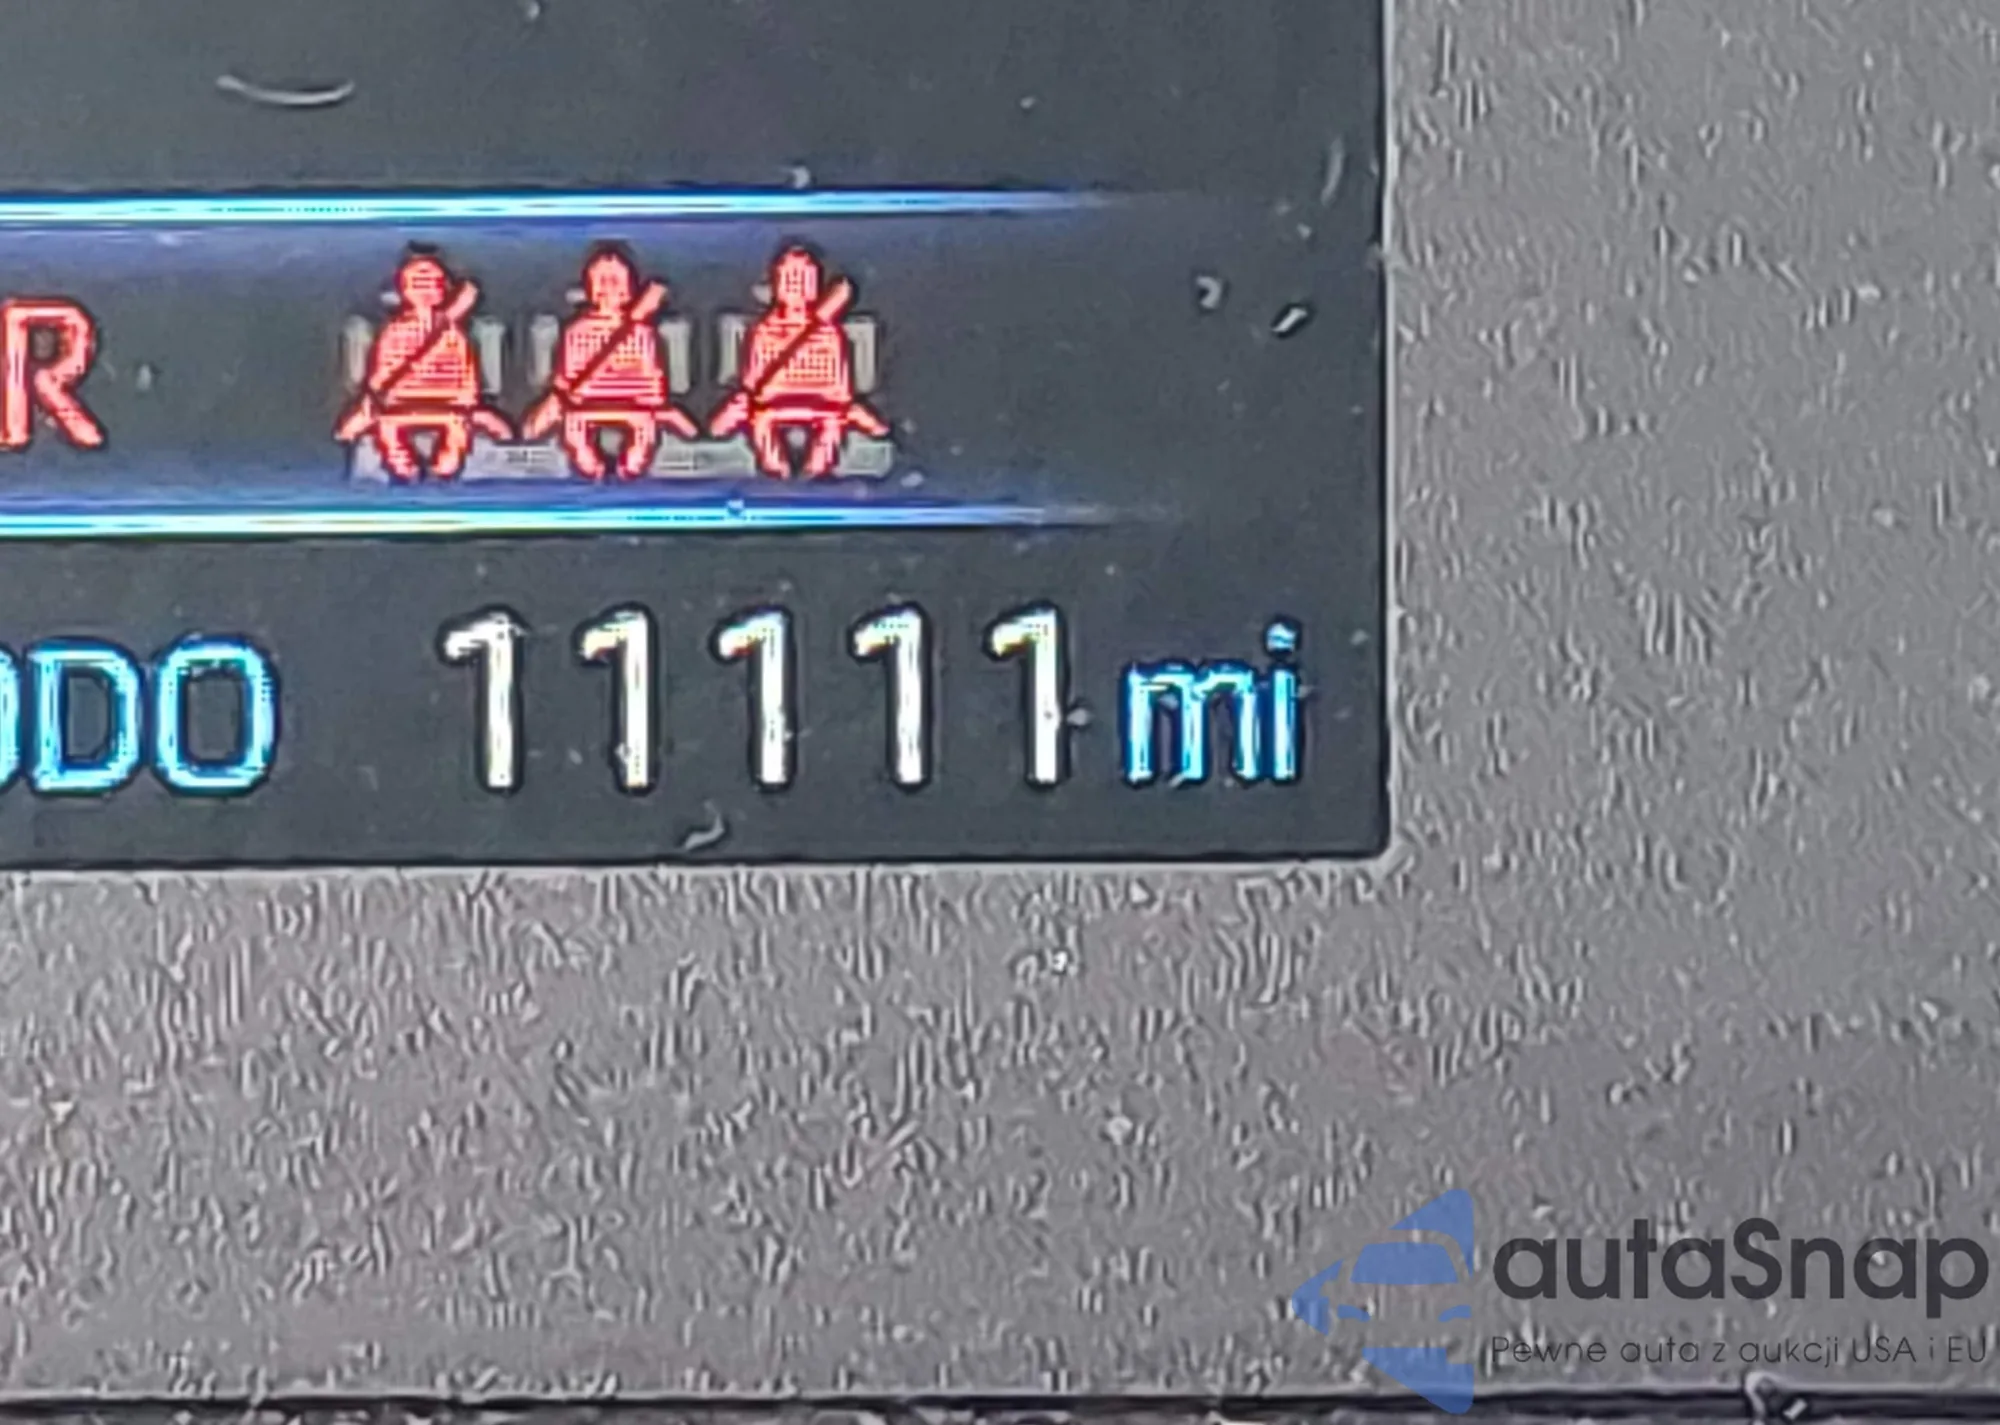 R
ODO 11111 mi
autaSnap
Pewne auta z aukcji USA i EU